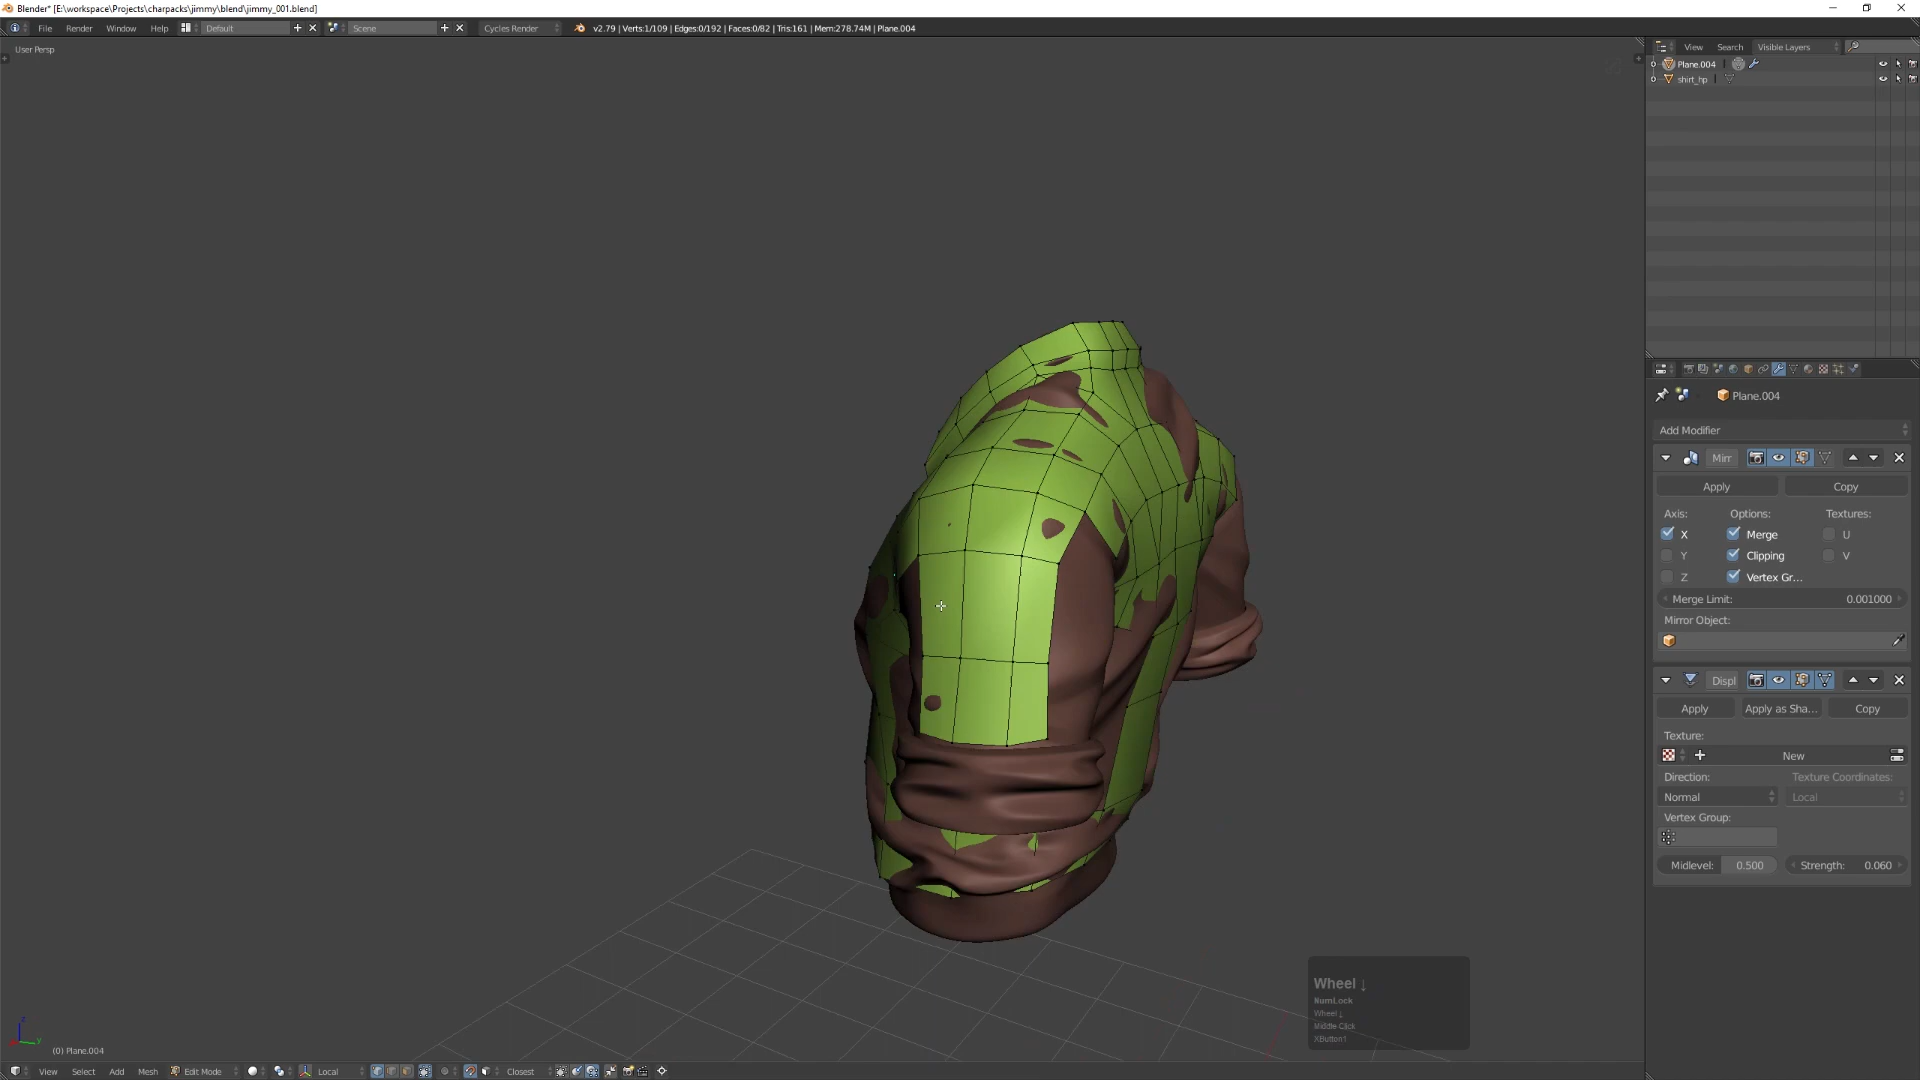 Blender* [E:\workspace\Projects\charpacks\jimmy\blend\jimmy_001.blend]
File Render Window Help Default Scene Cycles Render v2.79 | Verts:1/109 | Edges:0/192 | Faces:0/82 | Tris:161 | Mem:278.74M | Plane.004
User Persp
View Search Visible Layers
Plane.004
shirt_hp
Plane.004
Add Modifier
Mirr
Apply Copy
Axis: Options: Textures:
X Merge U
Y Clipping V
Z Vertex Gr...
Merge Limit: 0.001000
Mirror Object:
Displ
Apply Apply as Sha... Copy
Texture:
New
Direction: Texture Coordinates:
Normal Local
Vertex Group:
Midlevel: 0.500 Strength: 0.060
Wheel ↓
NumLock
Wheel ↓
Middle Click
XButton1
z
y
(0) Plane.004
View Select Add Mesh Edit Mode Local Closest